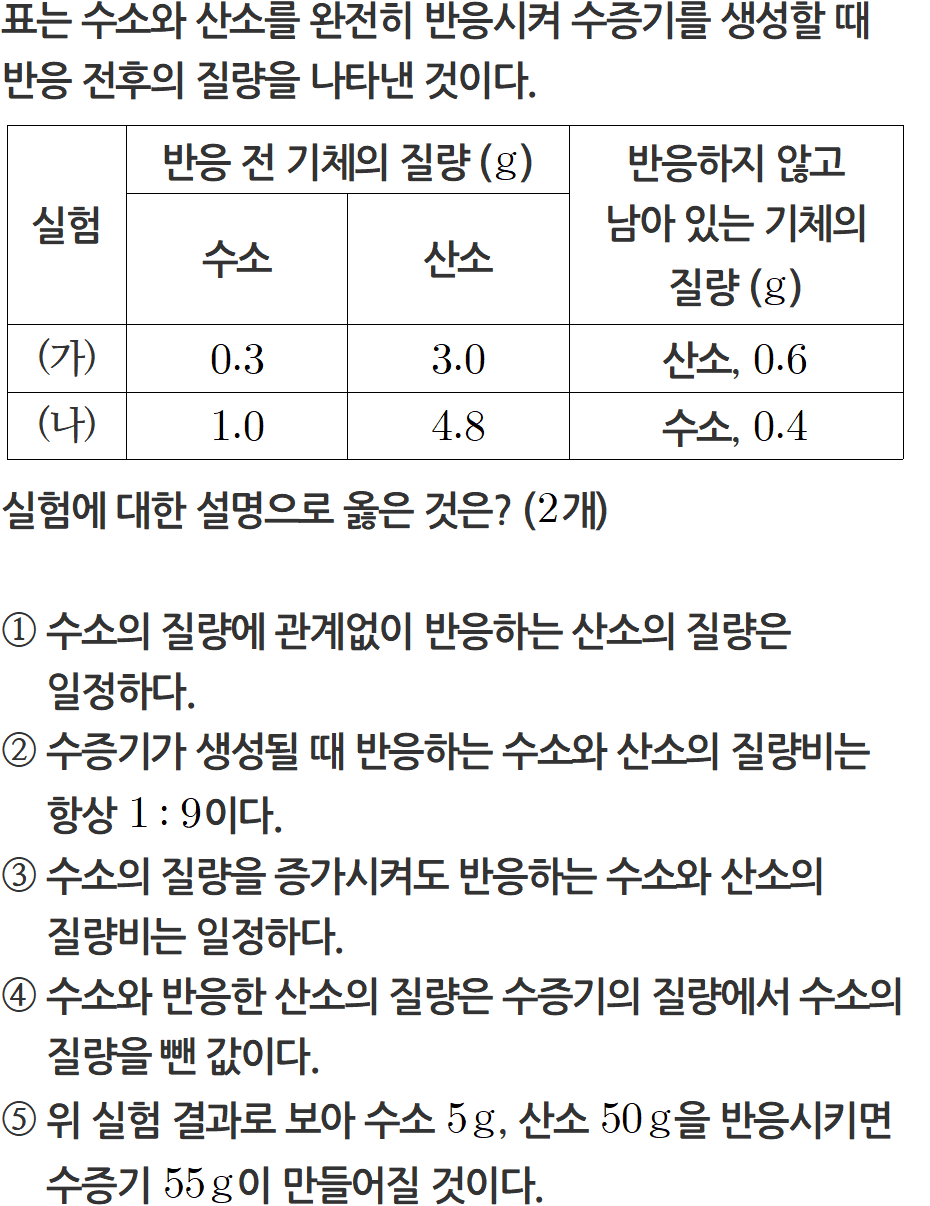 표는 수소와 산소를 완전히 반응시켜 수증기를 생성할 때
반응 전후의 질량을 나타낸 것이다.
실험
반응 전 기체의 질량 (g)
수소
산소
반응하지 않고
남아 있는 기체의
질량 (g)
(가) 0.3 3.0 산소, 0.6
(나) 1.0 4.8 수소, 0.4
실험에 대한 설명으로 옳은 것은? (2개)
① 수소의 질량에 관계없이 반응하는 산소의 질량은
일정하다.
② 수증기가 생성될 때 반응하는 수소와 산소의 질량비는
항상 1 : 9이다.
③ 수소의 질량을 증가시켜도 반응하는 수소와 산소의
질량비는 일정하다.
④ 수소와 반응한 산소의 질량은 수증기의 질량에서 수소의
질량을 뺀 값이다.
⑤ 위 실험 결과로 보아 수소 5 g, 산소 50 g을 반응시키면
수증기 55 g이 만들어질 것이다.